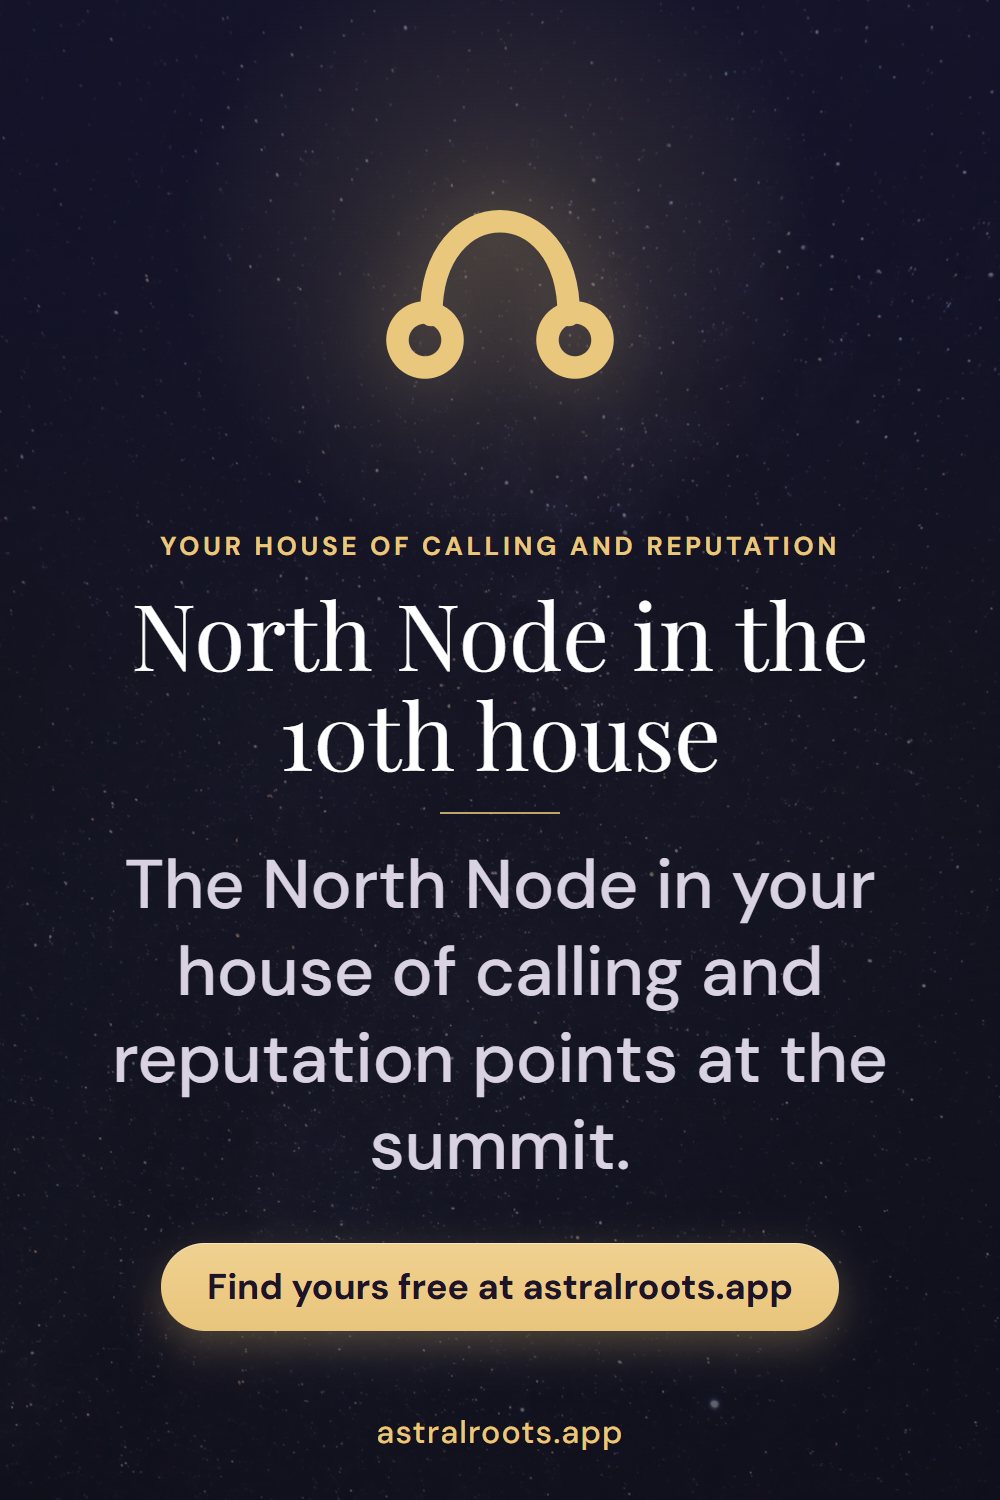 YOUR HOUSE OF CALLING AND REPUTATION
North Node in the
10th house
The North Node in your
house of calling and
reputation points at the
summit.
Find yours free at astralroots.app
astralroots.app